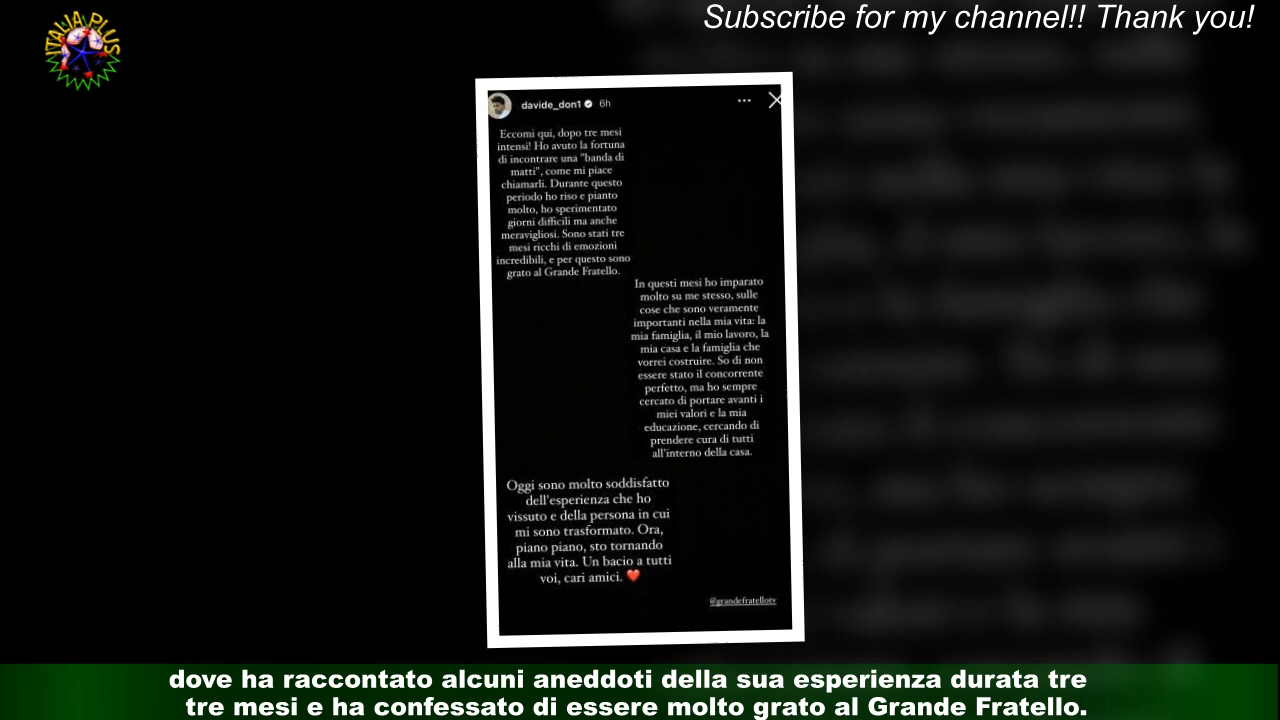 ITALIA PLUS
Subscribe for my channel!! Thank you!
davide_don1 6h
Eccomi qui, dopo tre mesi
intensi! Ho avuto la fortuna
di incontrare una "banda di
matti", come mi piace
chiamarli. Durante questo
periodo ho riso e pianto
molto, ho sperimentato
giorni difficili ma anche
meravigliosi. Sono stati tre
mesi ricchi di emozioni
incredibili, e per questo sono
grato al Grande Fratello.
In questi mesi ho imparato
molto su me stesso, sulle
cose che sono veramente
importanti nella mia vita: la
mia famiglia, il mio lavoro, la
mia casa e la famiglia che
vorrei costruire. So di non
essere stato il concorrente
perfetto, ma ho sempre
cercato di portare avanti i
miei valori e la mia
educazione, cercando di
prendere cura di tutti
all'interno della casa.
Oggi sono molto soddisfatto
dell'esperienza che ho
vissuto e della persona in cui
mi sono trasformato. Ora,
piano piano, sto tornando
alla mia vita. Un bacio a tutti
voi, cari amici. ❤️
@grandefratellotv
dove ha raccontato alcuni aneddoti della sua esperienza durata tre
tre mesi e ha confessato di essere molto grato al Grande Fratello.